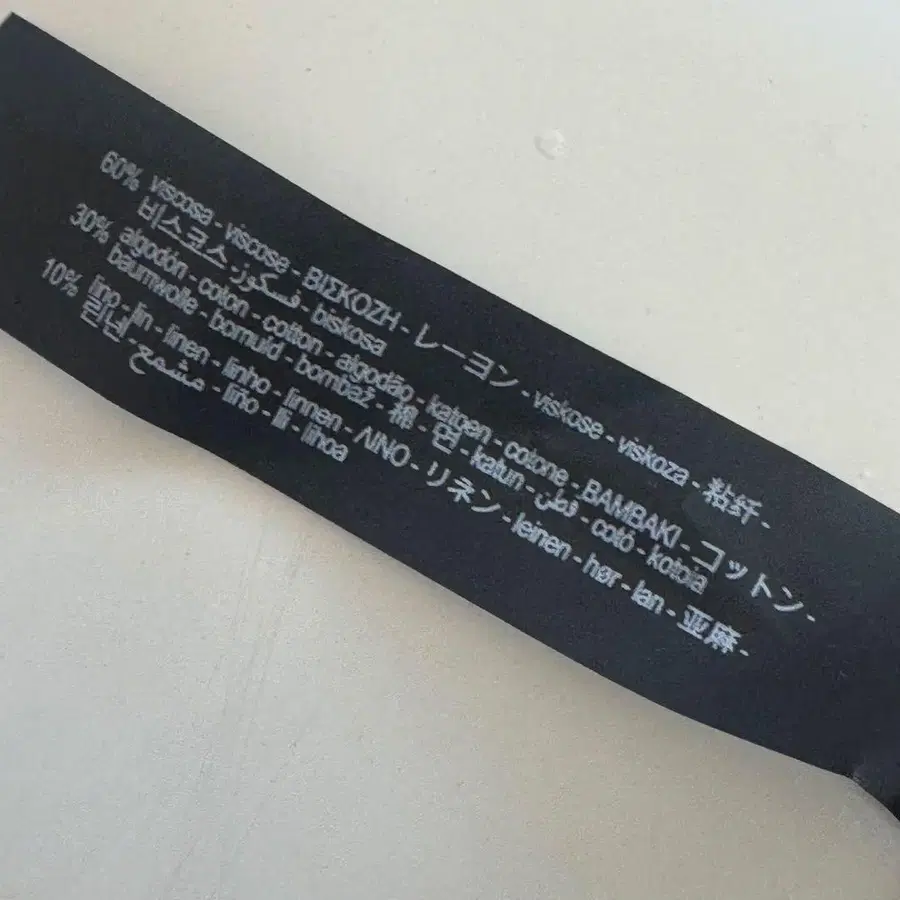 60% viscosa - viscose - ΒΙΣΚΟΖΗ - レーヨン - viskose - viskoza - 粘纤 -
비스코스 - فسكوز - biskosa
30% algodón - coton - cotton - algodão - katoen - cotone - BAMBAKI - コットン -
baumwolle - bomuld - bombaž - 棉 - 면 - katun - قطن - cotó - kotoia
10% lino - lin - linen - linho - linnen - ΛΙΝΟ - リネン - leinen - hør - lan - 亚麻 -
린넨 - مشمع - liño - lli - lihoa